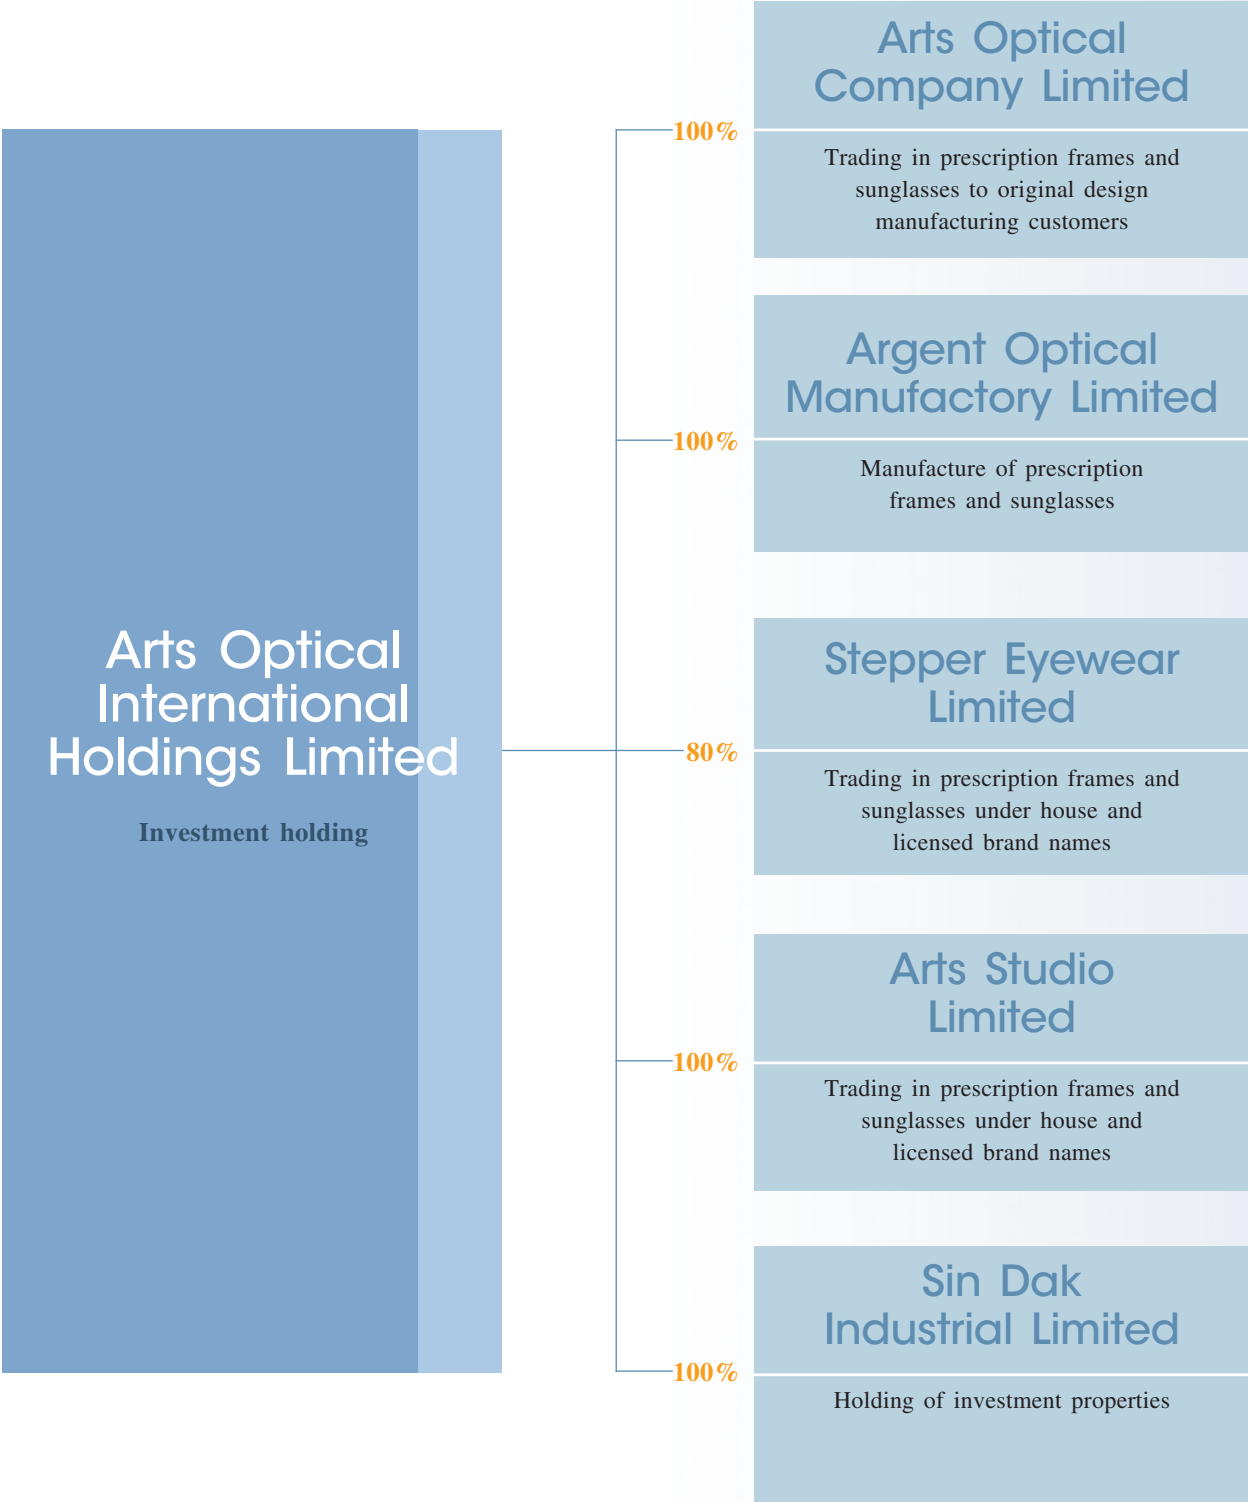 Arts Optical
International
Holdings Limited
Investment holding
100%
Arts Optical
Company Limited
Trading in prescription frames and
sunglasses to original design
manufacturing customers
100%
Argent Optical
Manufactory Limited
Manufacture of prescription
frames and sunglasses
80%
Stepper Eyewear
Limited
Trading in prescription frames and
sunglasses under house and
licensed brand names
100%
Arts Studio
Limited
Trading in prescription frames and
sunglasses under house and
licensed brand names
100%
Sin Dak
Industrial Limited
Holding of investment properties